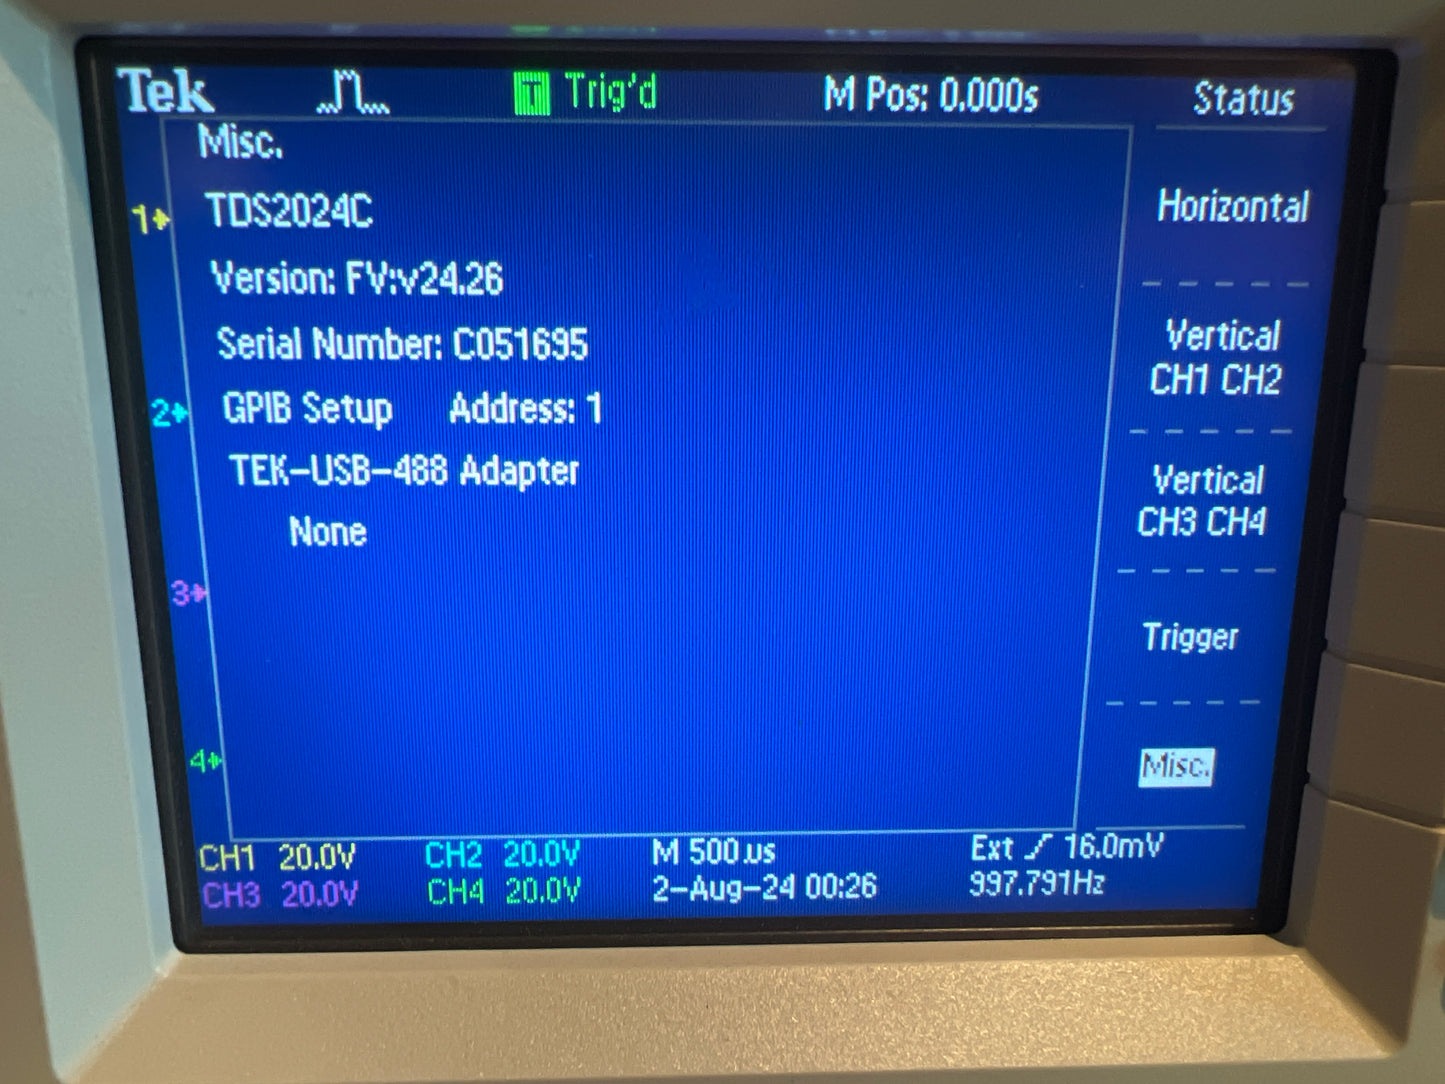 Tek T Trig'd M Pos: 0.000s Status
Misc.
1
TDS2024C
Version: FV:v24.26
Serial Number: C051695
2
GPIB Setup Address: 1
TEK-USB-488 Adapter
None
3
4
Horizontal
Vertical
CH1 CH2
Vertical
CH3 CH4
Trigger
Misc.
CH1 20.0V CH2 20.0V M 500us Ext 16.0mV
CH3 20.0V CH4 20.0V 2-Aug-24 00:26 997.791Hz